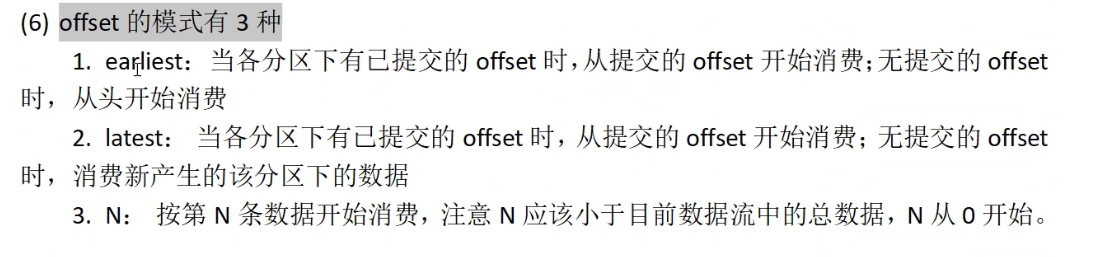 (6) offset 的模式有 3 种
1. earliest： 当各分区下有已提交的 offset 时，从提交的 offset 开始消费；无提交的 offset
时，从头开始消费
2. latest： 当各分区下有已提交的 offset 时，从提交的 offset 开始消费；无提交的 offset
时，消费新产生的该分区下的数据
3. N： 按第 N 条数据开始消费，注意 N 应该小于目前数据流中的总数据，N 从 0 开始。